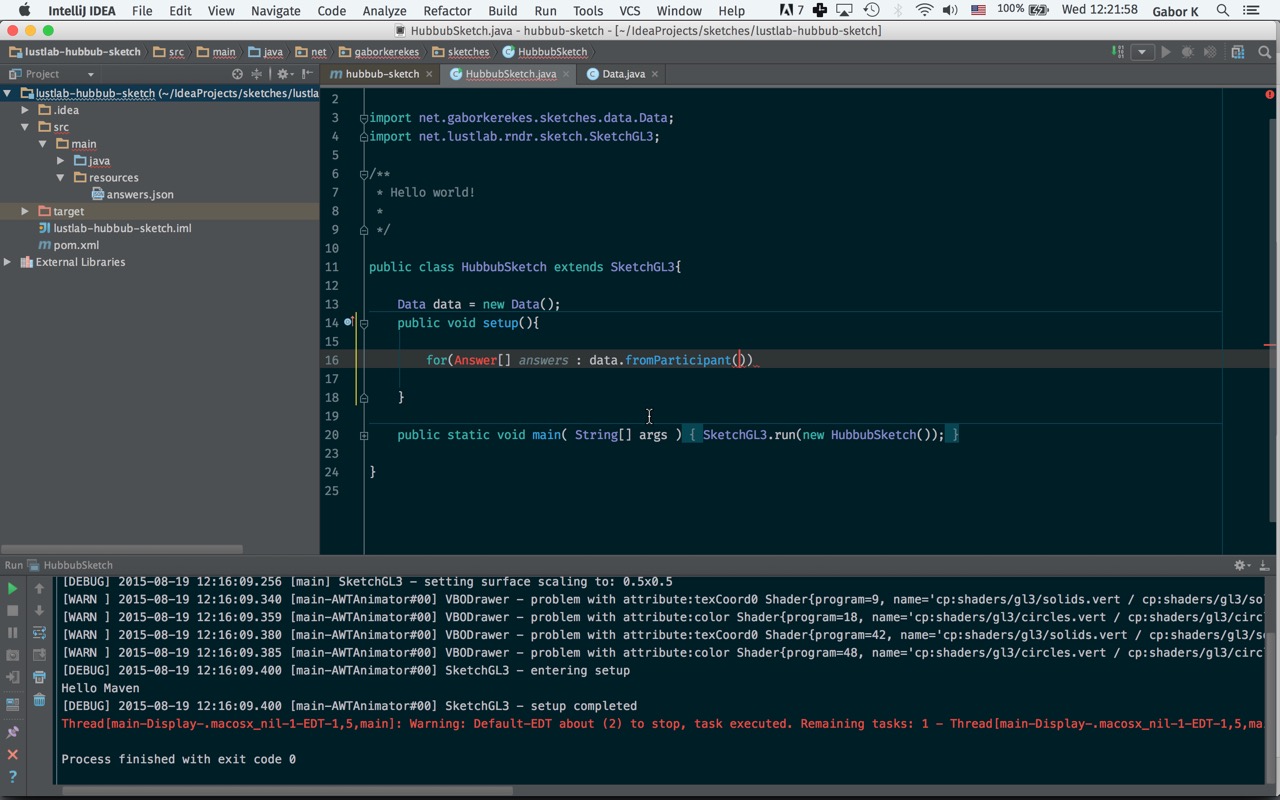 IntelliJ IDEA File Edit View Navigate Code Analyze Refactor Build Run Tools VCS Window Help 7 100% Wed 12:21:58 Gabor K
HubbubSketch.java - hubbub-sketch - [~/IdeaProjects/sketches/lustlab-hubbub-sketch]
lustlab-hubbub-sketch src main java net gaborkerekes sketches HubbubSketch
Project
m hubbub-sketch × HubbubSketch.java × Data.java ×
lustlab-hubbub-sketch (~/IdeaProjects/sketches/lustla
.idea
src
main
java
resources
answers.json
target
lustlab-hubbub-sketch.iml
m pom.xml
External Libraries
2
3 import net.gaborkerekes.sketches.data.Data;
4 import net.lustlab.rndr.sketch.SketchGL3;
5
6 /**
7 * Hello world!
8 *
9 */
10
11 public class HubbubSketch extends SketchGL3{
12
13 Data data = new Data();
14 public void setup(){
15
16 for(Answer[] answers : data.fromParticipant())
17
18 }
19
20 public static void main( String[] args ) { SketchGL3.run(new HubbubSketch()); }
23
24 }
25
Run HubbubSketch
[DEBUG] 2015-08-19 12:16:09.256 [main] SketchGL3 - setting surface scaling to: 0.5x0.5
[WARN ] 2015-08-19 12:16:09.340 [main-AWTAnimator#00] VBODrawer - problem with attribute:texCoord0 Shader{program=9, name='cp:shaders/gl3/solids.vert / cp:shaders/gl3/so
[WARN ] 2015-08-19 12:16:09.359 [main-AWTAnimator#00] VBODrawer - problem with attribute:color Shader{program=18, name='cp:shaders/gl3/circles.vert / cp:shaders/gl3/circ
[WARN ] 2015-08-19 12:16:09.380 [main-AWTAnimator#00] VBODrawer - problem with attribute:texCoord0 Shader{program=42, name='cp:shaders/gl3/solids.vert / cp:shaders/gl3/s
[WARN ] 2015-08-19 12:16:09.385 [main-AWTAnimator#00] VBODrawer - problem with attribute:color Shader{program=48, name='cp:shaders/gl3/circles.vert / cp:shaders/gl3/circ
[DEBUG] 2015-08-19 12:16:09.400 [main-AWTAnimator#00] SketchGL3 - entering setup
Hello Maven
[DEBUG] 2015-08-19 12:16:09.400 [main-AWTAnimator#00] SketchGL3 - setup completed
Thread[main-Display-.macosx_nil-1-EDT-1,5,main]: Warning: Default-EDT about (2) to stop, task executed. Remaining tasks: 1 - Thread[main-Display-.macosx_nil-1-EDT-1,5,ma
Process finished with exit code 0